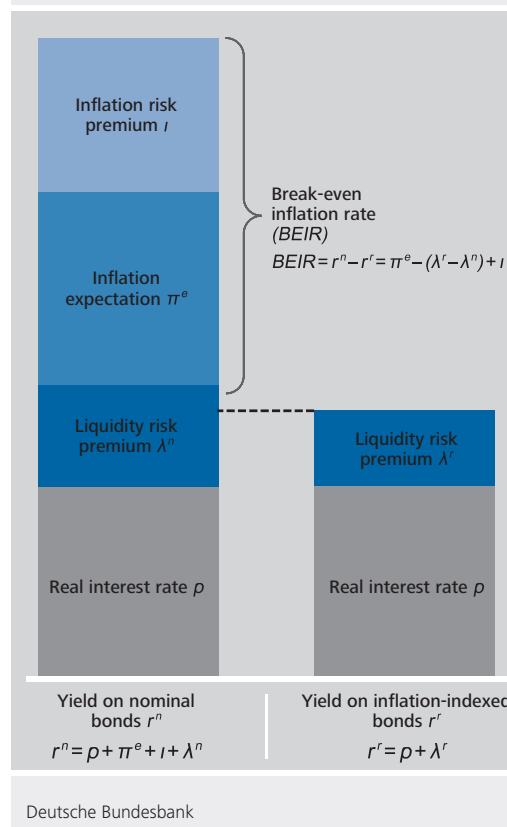 Inflation risk
premium ı
Inflation
expectation πᵉ
Break-even
inflation rate
(BEIR)
BEIR = rⁿ – rʳ = πᵉ – (λʳ – λⁿ) + ı
Liquidity risk
premium λⁿ
Liquidity risk
premium λʳ
Real interest rate p
Real interest rate p
Yield on nominal
bonds rⁿ
rⁿ = p + πᵉ + ı + λⁿ
Yield on inflation-indexed
bonds rʳ
rʳ = p + λʳ
Deutsche Bundesbank